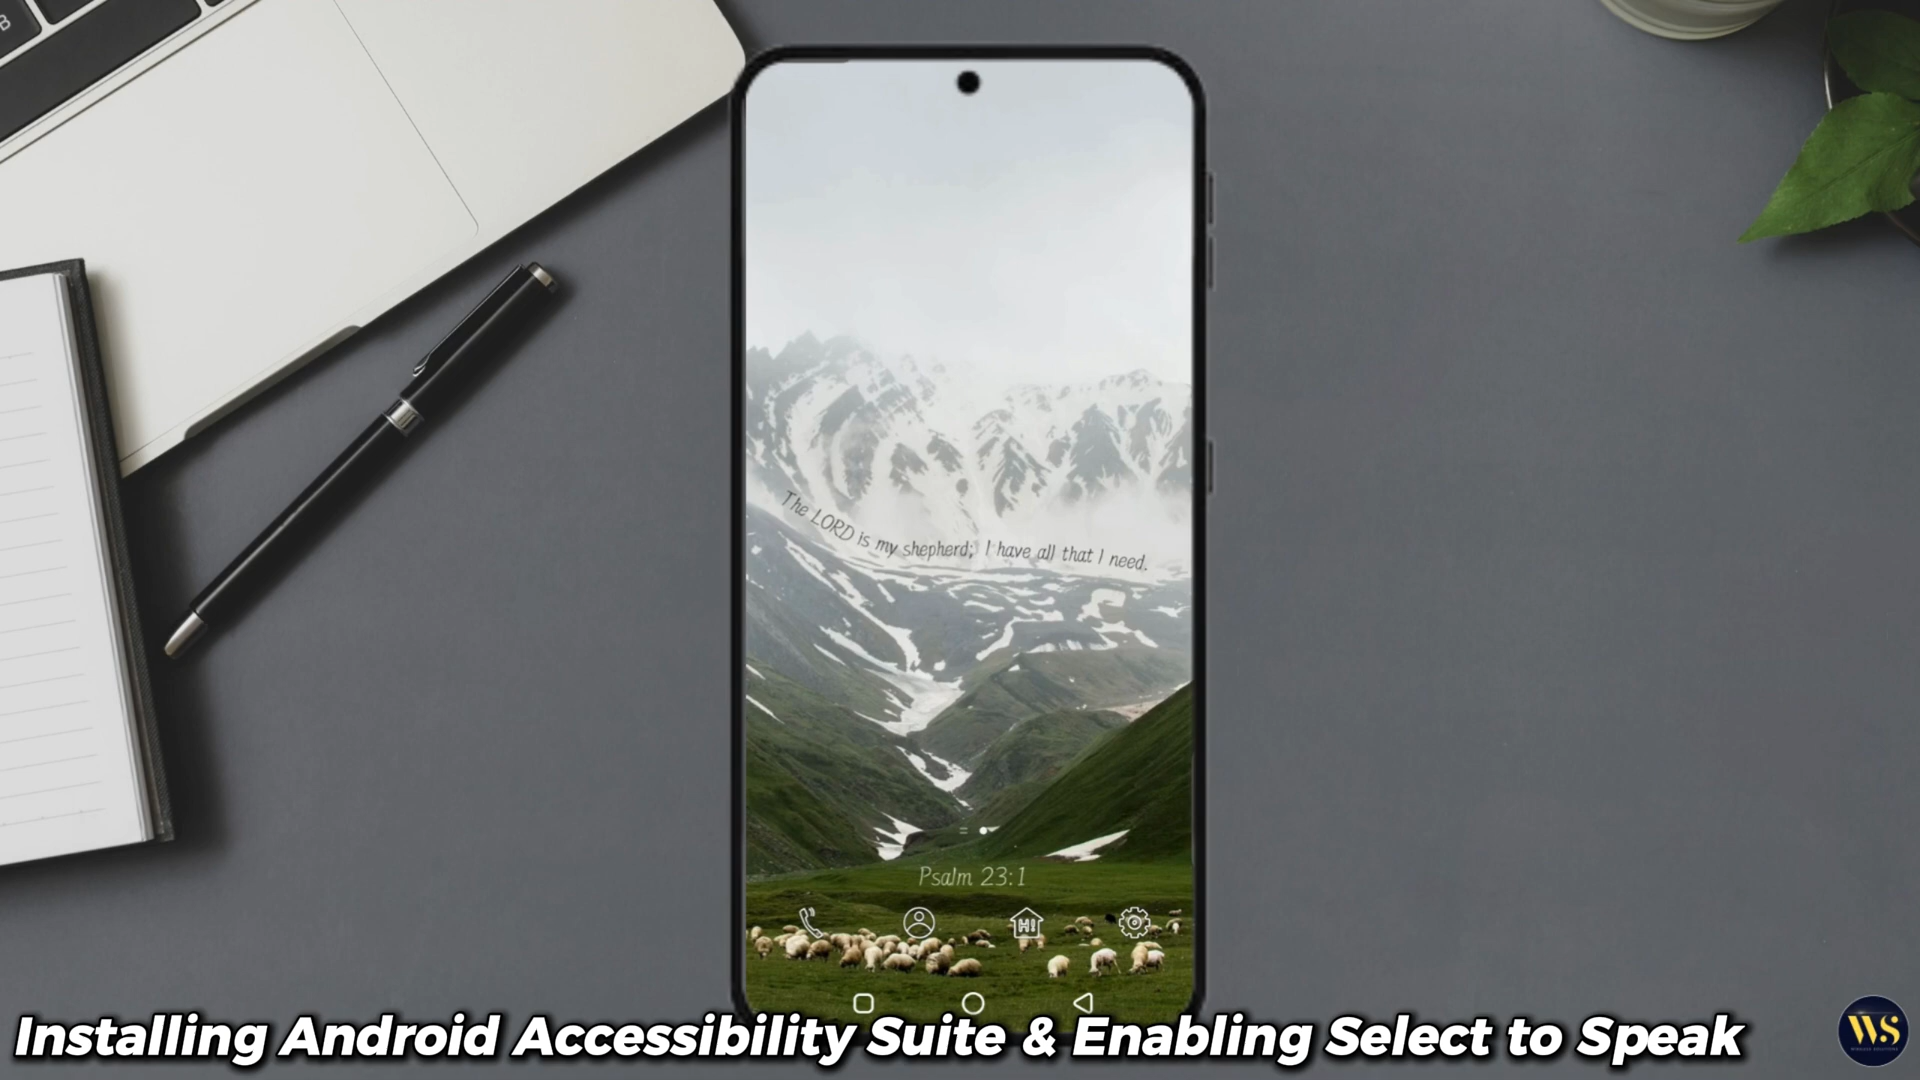 B
The LORD is my shepherd; I have all that I need.
Psalm 23:1
H!
Installing Android Accessibility Suite & Enabling Select to Speak
WS